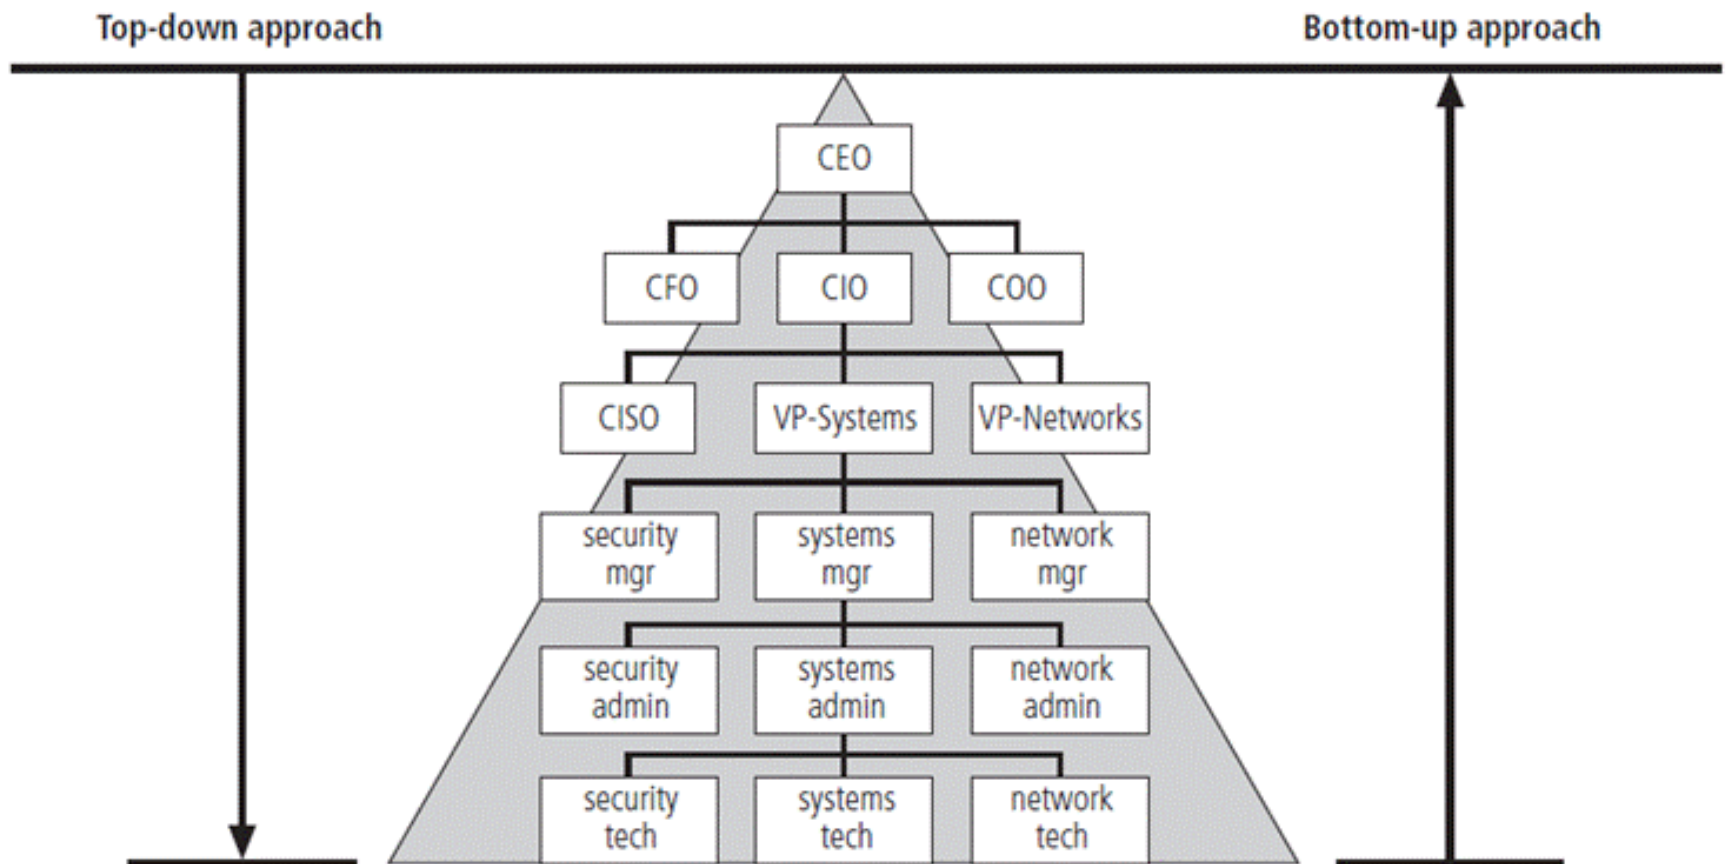 Top-down approach
Bottom-up approach
CEO
CFO
CIO
COO
CISO
VP-Systems
VP-Networks
security
mgr
systems
mgr
network
mgr
security
admin
systems
admin
network
admin
security
tech
systems
tech
network
tech